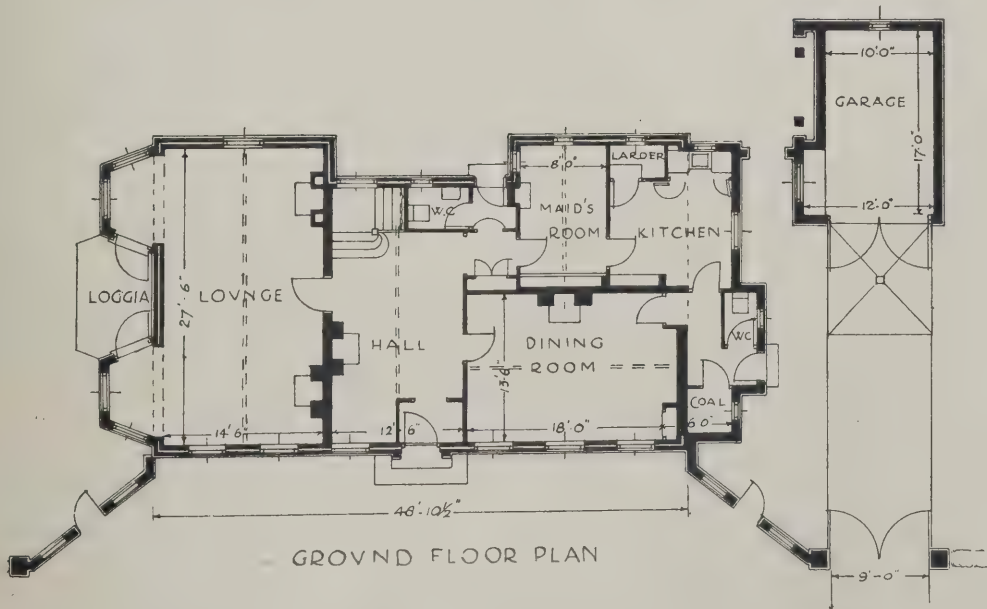 10'·0"
GARAGE
17'·0"
12'·0"
8'·0"
LARDER
W.C
MAID'S
ROOM
KITCHEN
LOGGIA
LOVNGE
27'·6"
HALL
DINING
ROOM
13'·6"
WC
COAL
14'6"
12'·6"
18'·0"
6'·0"
48'·10½"
GROVND FLOOR PLAN
9'-0"